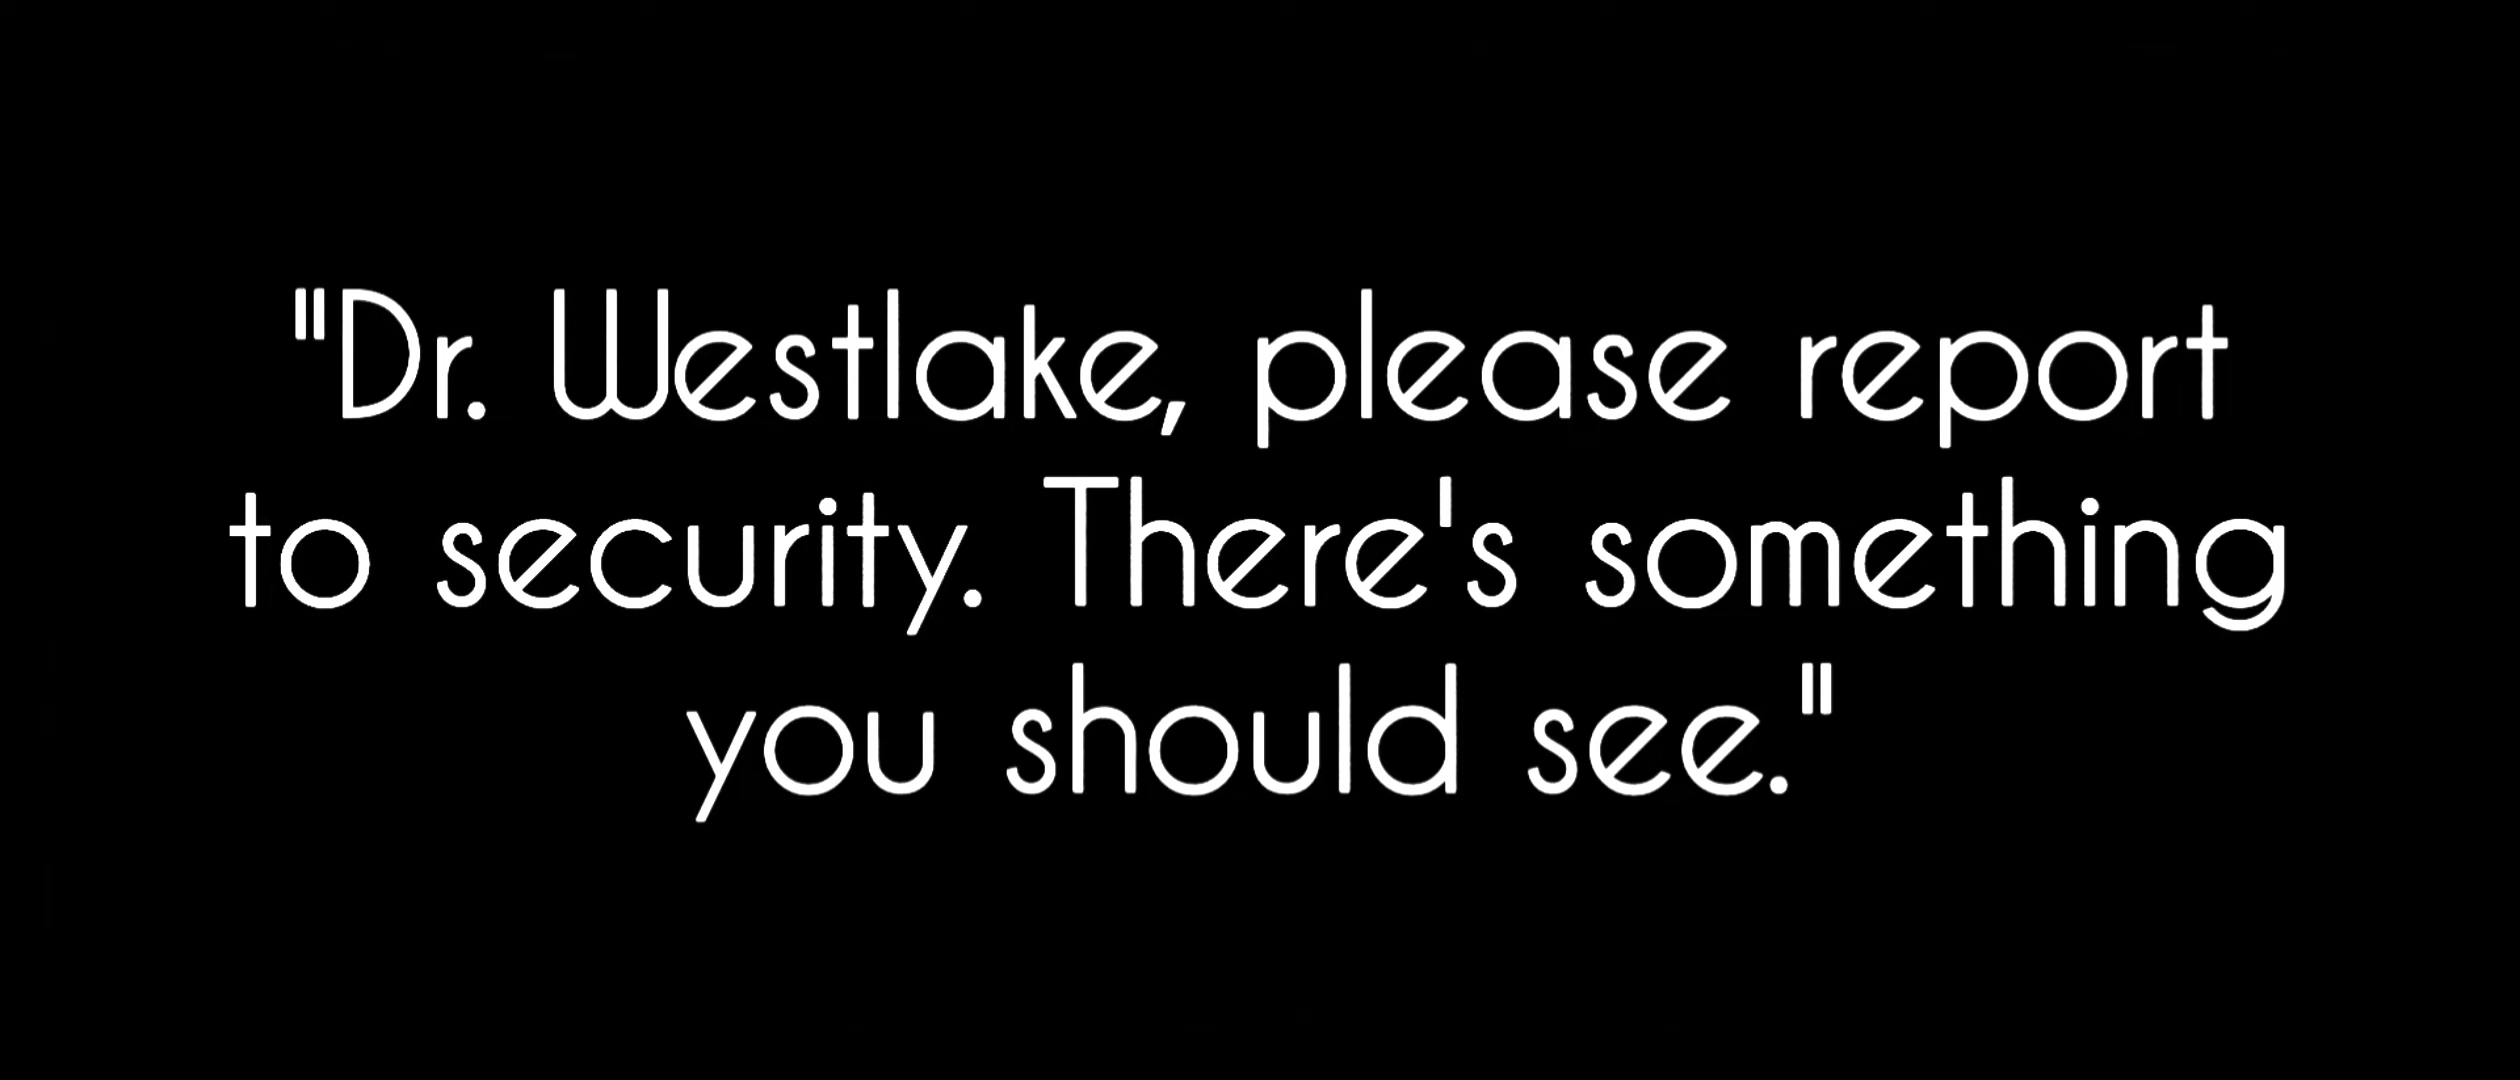 "Dr. Westlake, please report
to security. There's something
you should see."